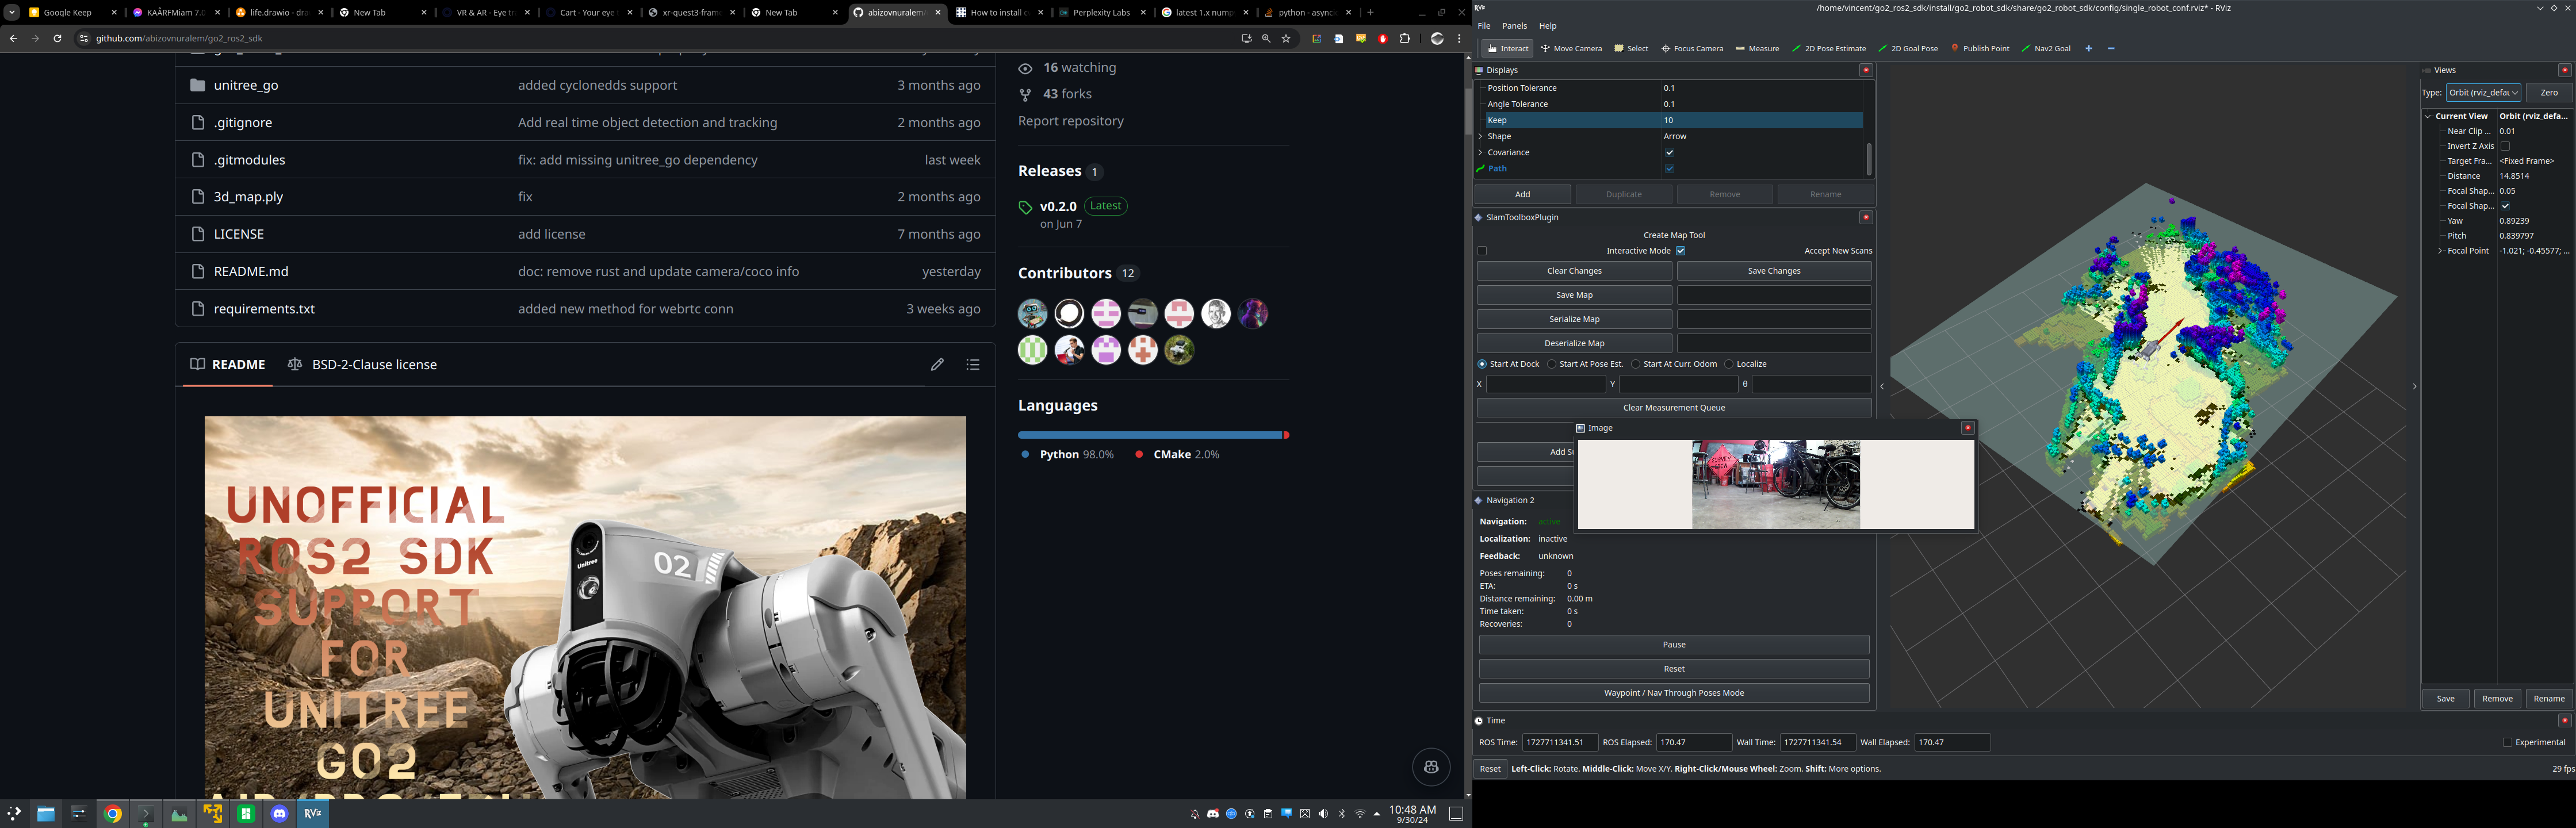 Google Keep
KAÂRFMiam 7.0
life.drawio - dra
New Tab
VR & AR - Eye tr
Cart - Your eye t
xr-quest3-frame
New Tab
abizovnuralem/
How to install c
Perplexity Labs
latest 1.x nump
python - asynci
github.com/abizovnuralem/go2_ros2_sdk
unitree_go added cyclonedds support 3 months ago
.gitignore Add real time object detection and tracking 2 months ago
.gitmodules fix: add missing unitree_go dependency last week
3d_map.ply fix 2 months ago
LICENSE add license 7 months ago
README.md doc: remove rust and update camera/coco info yesterday
requirements.txt added new method for webrtc conn 3 weeks ago
README BSD-2-Clause license
UNOFFICIAL
ROS2 SDK
SUPPORT
FOR
UNITREE
GO2
Unitree
02
16 watching
43 forks
Report repository
Releases 1
v0.2.0 Latest
on Jun 7
Contributors 12
Languages
Python 98.0% CMake 2.0%
RViz
10:48 AM
9/30/24
/home/vincent/go2_ros2_sdk/install/go2_robot_sdk/share/go2_robot_sdk/config/single_robot_conf.rviz* - RViz
File Panels Help
Interact Move Camera Select Focus Camera Measure 2D Pose Estimate 2D Goal Pose Publish Point Nav2 Goal
Displays
Position Tolerance 0.1
Angle Tolerance 0.1
Keep 10
Shape Arrow
Covariance
Path
Add Duplicate Remove Rename
SlamToolboxPlugin
Create Map Tool
Interactive Mode Accept New Scans
Clear Changes Save Changes
Save Map
Serialize Map
Deserialize Map
Start At Dock Start At Pose Est. Start At Curr. Odom Localize
X Y θ
Clear Measurement Queue
Image
Navigation 2
Navigation: active
Localization: inactive
Feedback: unknown
Poses remaining: 0
ETA: 0 s
Distance remaining: 0.00 m
Time taken: 0 s
Recoveries: 0
Pause
Reset
Waypoint / Nav Through Poses Mode
Views
Type: Orbit (rviz_defau Zero
Current View Orbit (rviz_defa...
Near Clip ... 0.01
Invert Z Axis
Target Fra... <Fixed Frame>
Distance 14.8514
Focal Shap... 0.05
Focal Shap...
Yaw 0.89239
Pitch 0.839797
Focal Point -1.021; -0.45577; ...
Save Remove Rename
Time
ROS Time: 1727711341.51 ROS Elapsed: 170.47 Wall Time: 1727711341.54 Wall Elapsed: 170.47 Experimental
Reset Left-Click: Rotate. Middle-Click: Move X/Y. Right-Click/Mouse Wheel: Zoom. Shift: More options. 29 fps